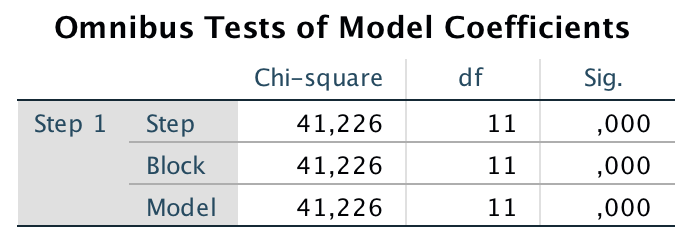 Omnibus Tests of Model Coefficients
Chi-square df Sig.
Step 1 Step 41,226 11 ,000
Block 41,226 11 ,000
Model 41,226 11 ,000